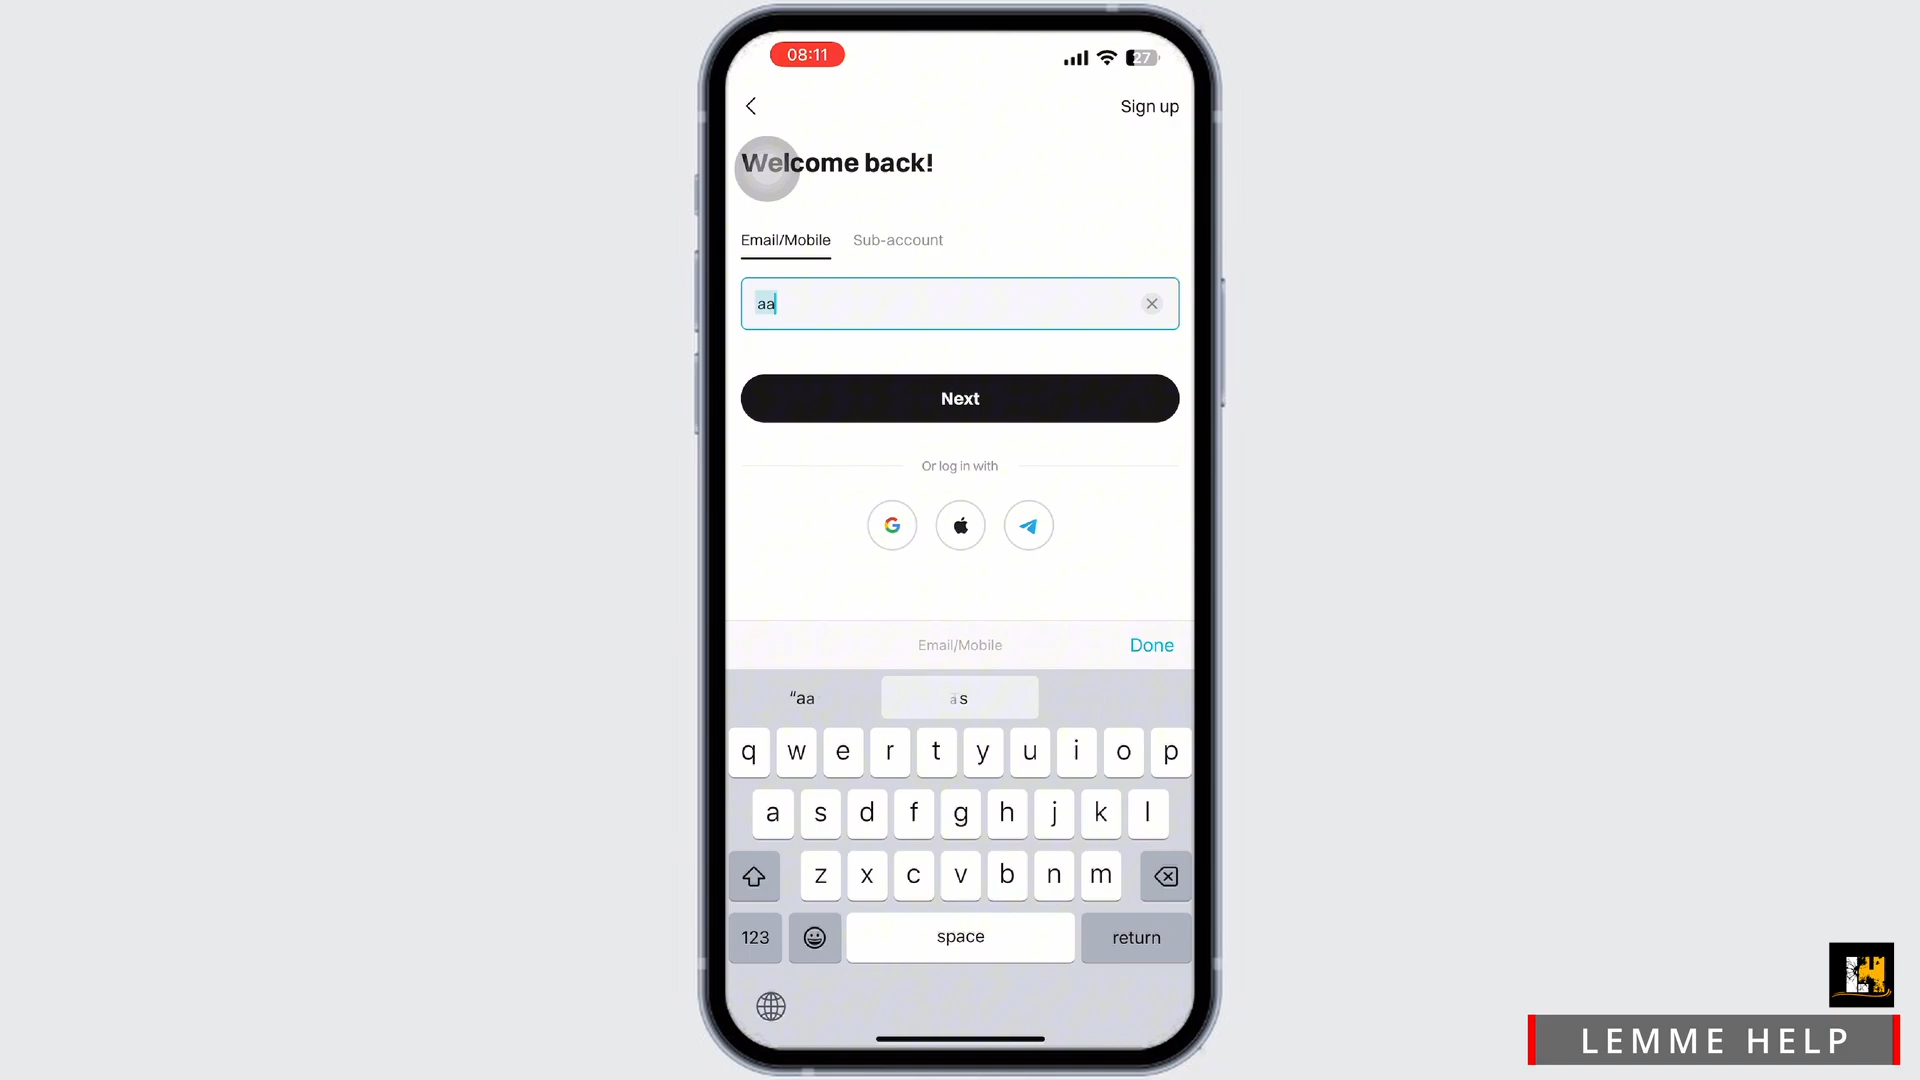 08:11
27
Sign up
Welcome back!
Email/Mobile Sub-account
aa
Next
Or log in with
Email/Mobile Done
“aa
q w e r t y u i o p
a s d f g h j k l
z x c v b n m
123 space return
LEMME HELP